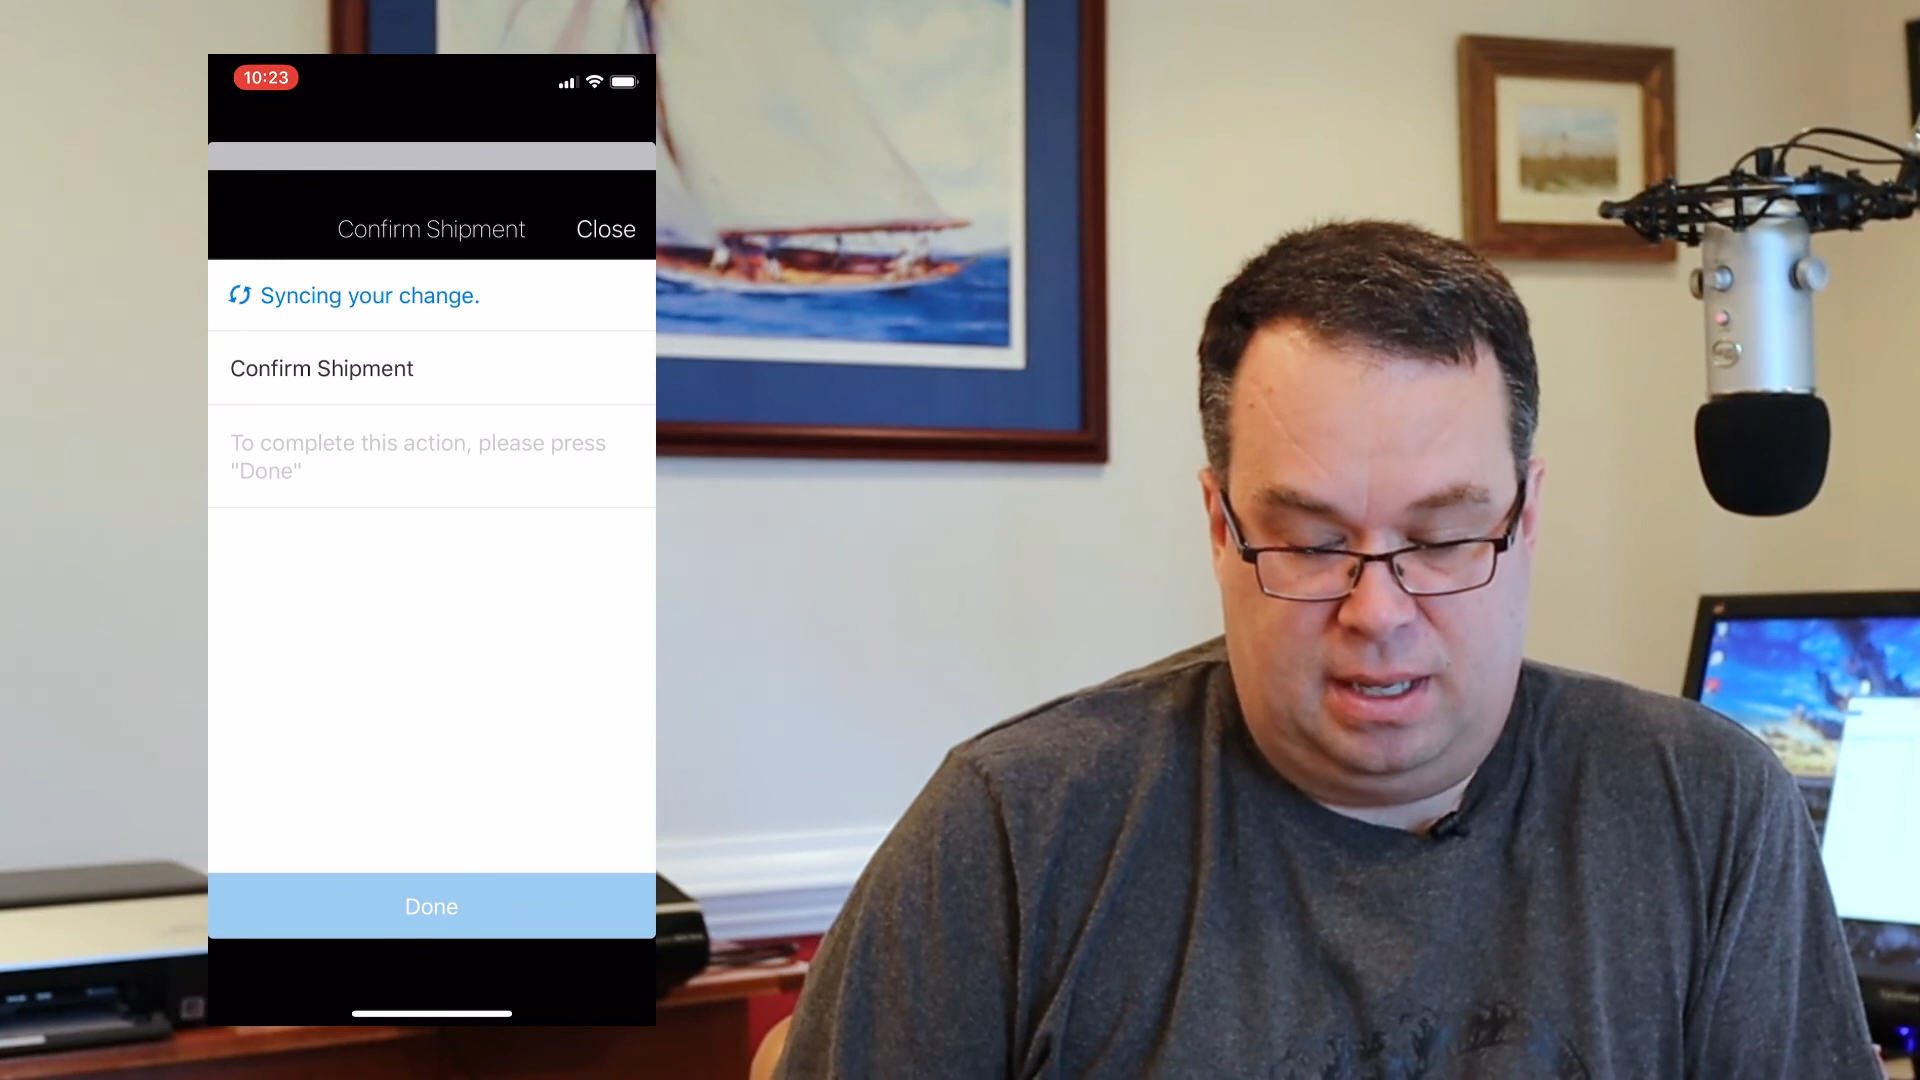 10:23
Confirm Shipment Close
Syncing your change.
Confirm Shipment
To complete this action, please press
"Done"
Done